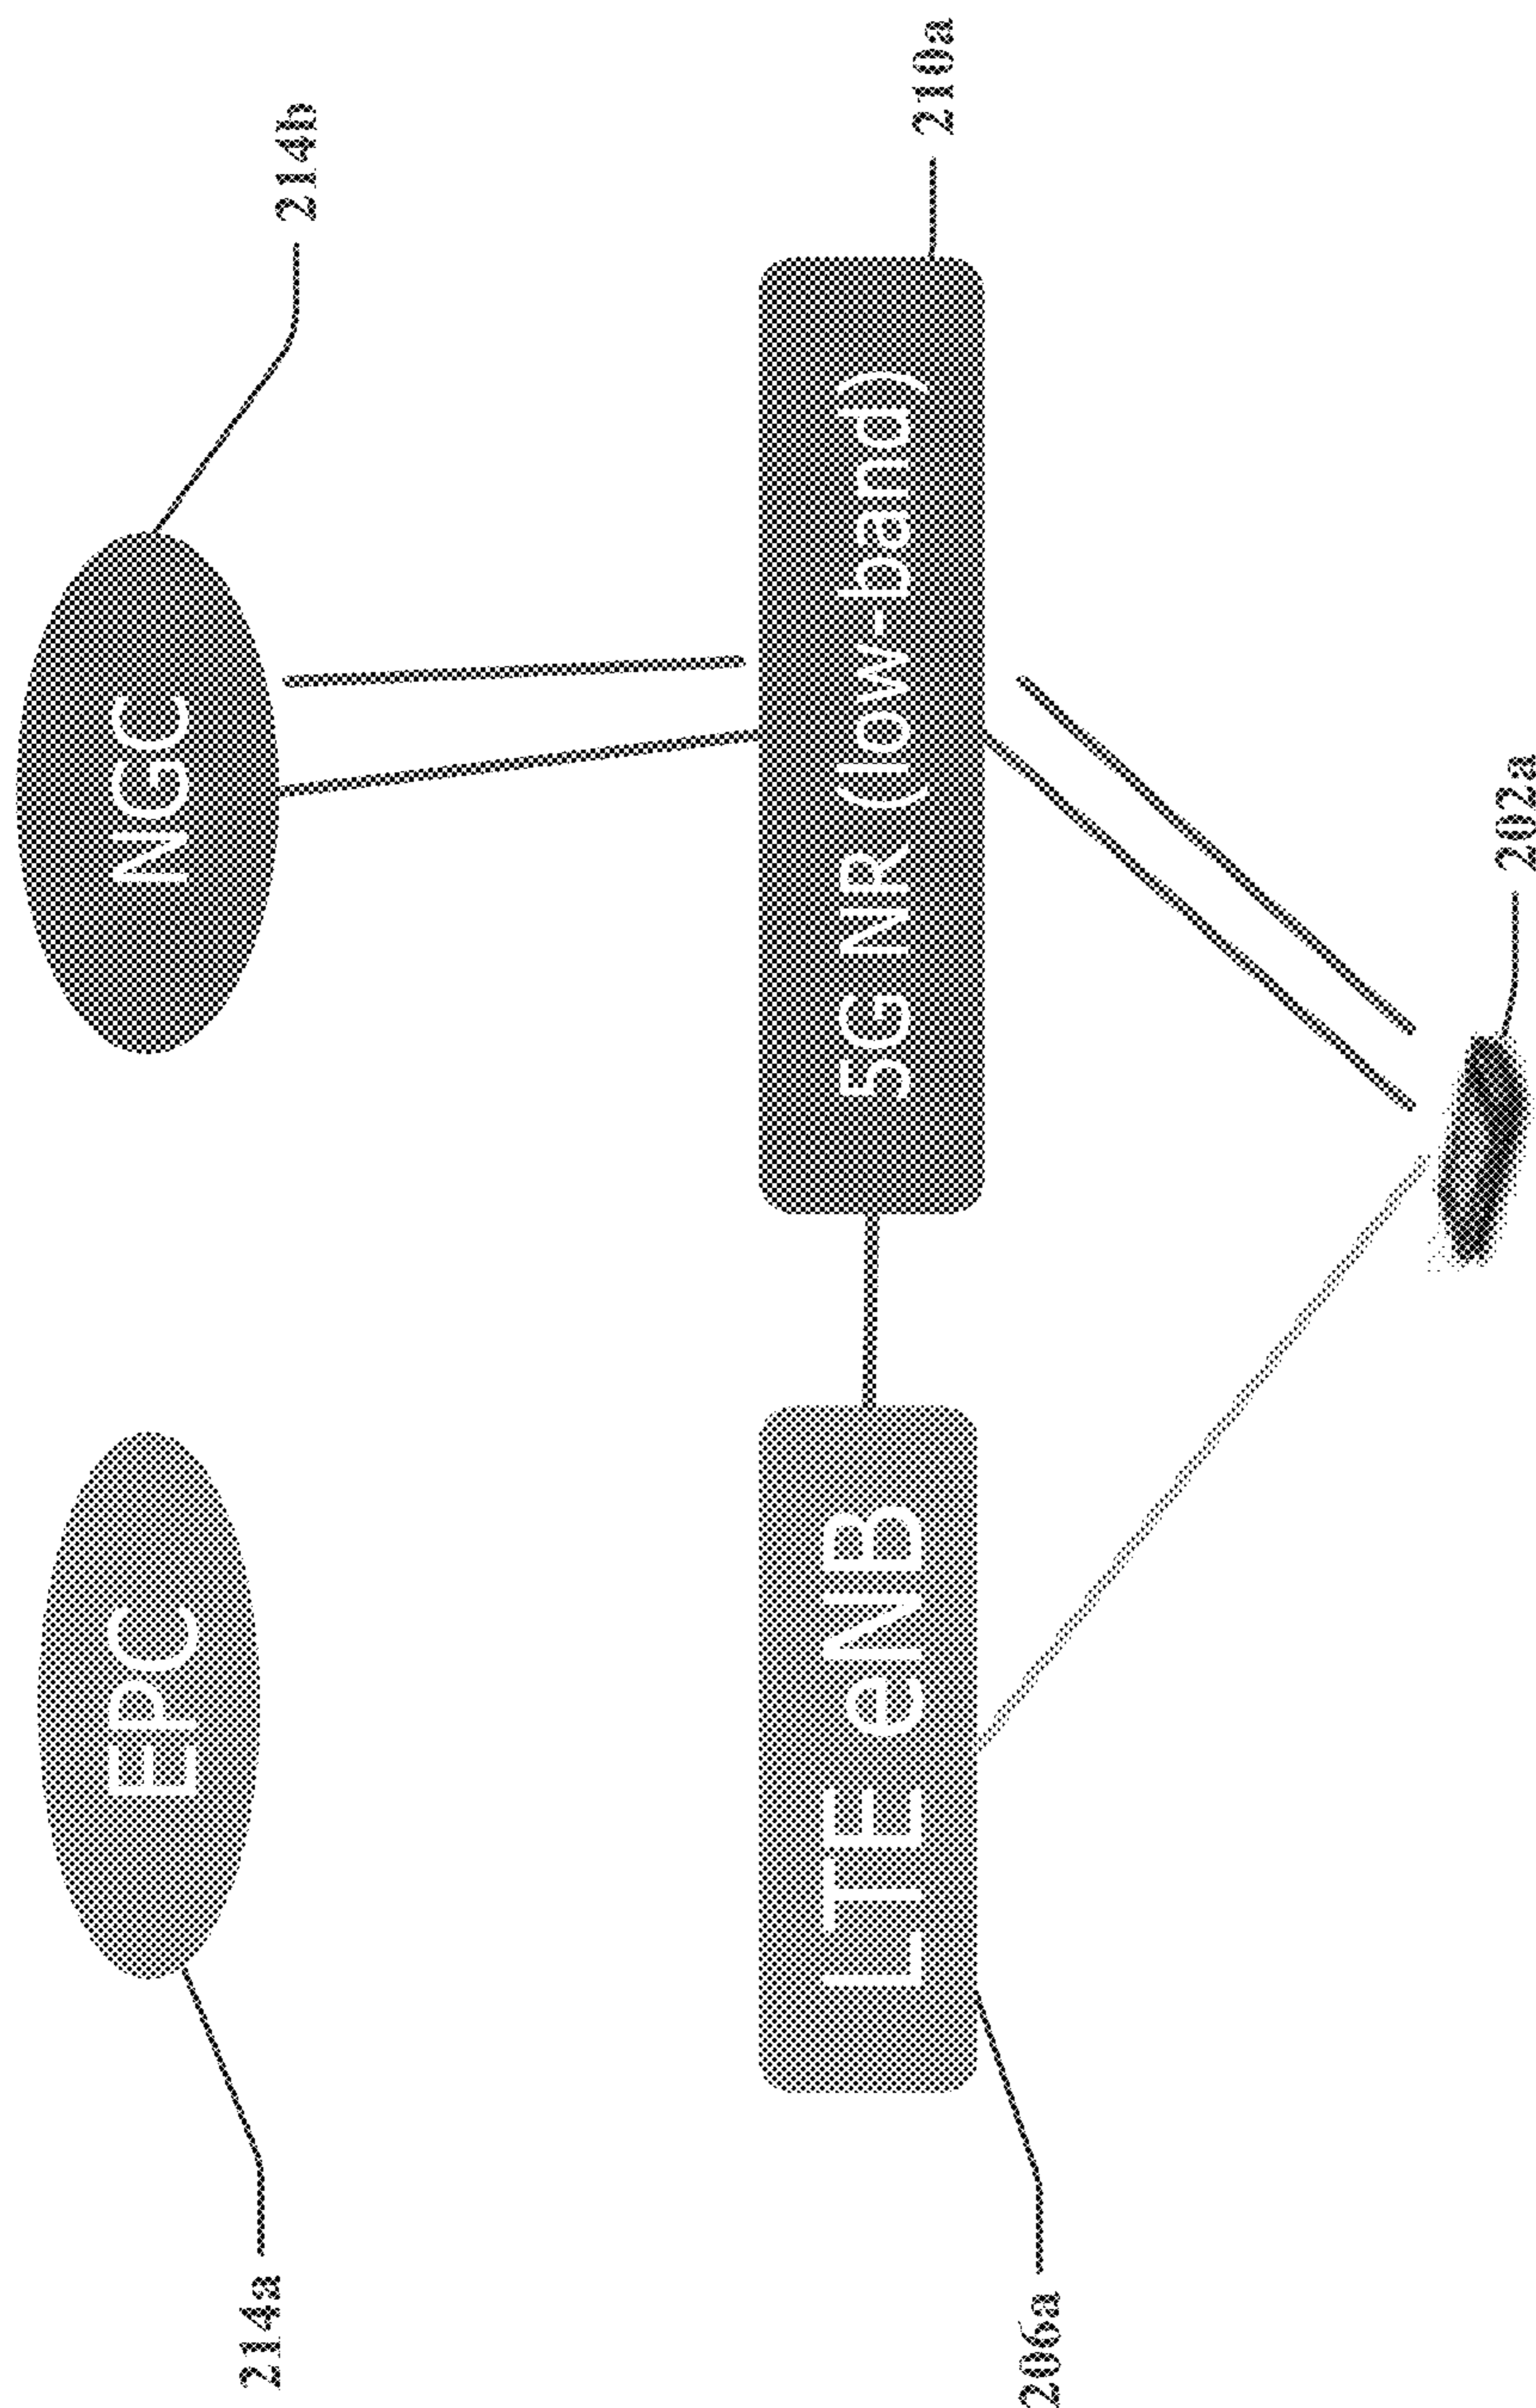 EPC
NGC
214a
214b
LTE eNB
5G NR (low-band)
206a
210a
202a